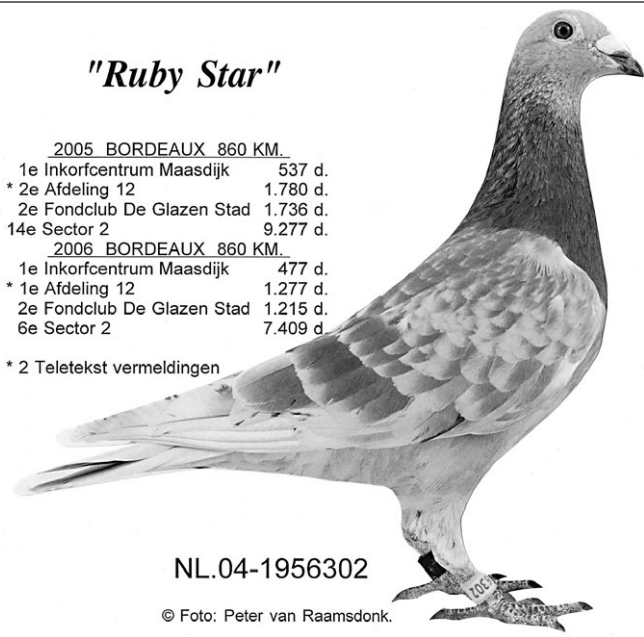 "Ruby Star"
2005 BORDEAUX 860 KM.
1e Inkorfcentrum Maasdijk 537 d.
* 2e Afdeling 12 1.780 d.
2e Fondclub De Glazen Stad 1.736 d.
14e Sector 2 9.277 d.
2006 BORDEAUX 860 KM.
1e Inkorfcentrum Maasdijk 477 d.
* 1e Afdeling 12 1.277 d.
2e Fondclub De Glazen Stad 1.215 d.
6e Sector 2 7.409 d.
* 2 Teletekst vermeldingen
NL.04-1956302
302
© Foto: Peter van Raamsdonk.